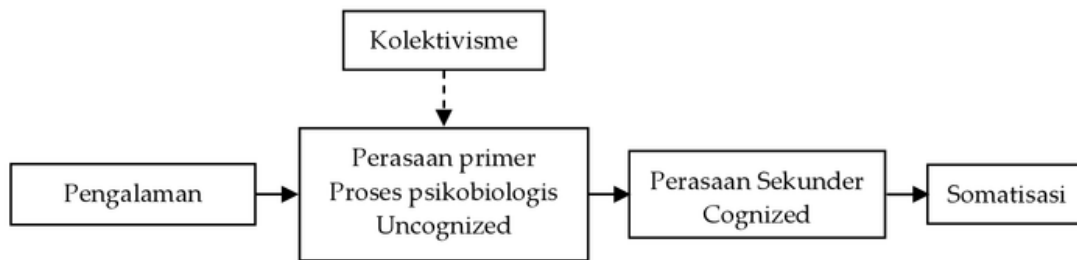 Kolektivisme
Pengalaman
Perasaan primer
Proses psikobiologis
Uncognized
Perasaan Sekunder
Cognized
Somatisasi